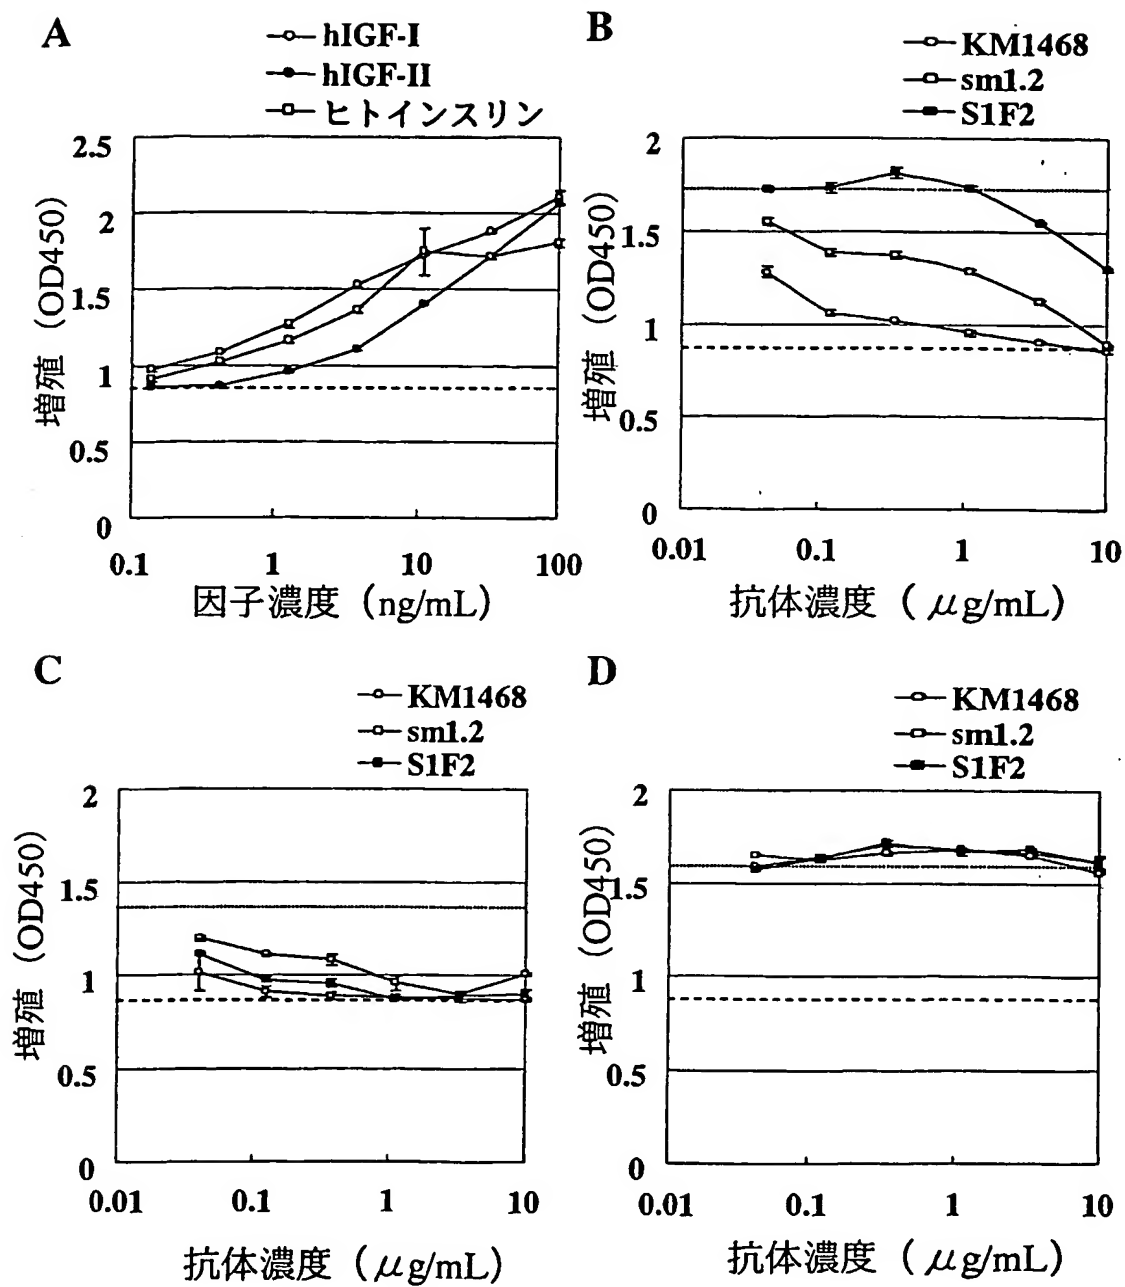 A
hIGF-I
hIGF-II
ヒトインスリン
2.5
2
1.5
1
0.5
0
増殖 (OD450)
0.1 1 10 100
因子濃度 (ng/mL)
B
KM1468
sm1.2
S1F2
2
1.5
1
0.5
0
増殖 (OD450)
0.01 0.1 1 10
抗体濃度 ( μg/mL)
C
KM1468
sm1.2
S1F2
2
1.5
1
0.5
0
増殖 (OD450)
0.01 0.1 1 10
抗体濃度 ( μg/mL)
D
KM1468
sm1.2
S1F2
2
1.5
1
0.5
0
増殖 (OD450)
0.01 0.1 1 10
抗体濃度 ( μg/mL)